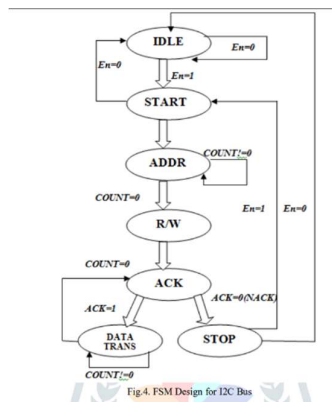 IDLE
En=0
En=0
En=1
START
ADDR
COUNT!=0
COUNT=0
En=1
En=0
R/W
COUNT=0
ACK
ACK=1
ACK=0(NACK)
DATA
TRANS
STOP
COUNT!=0
Fig.4. FSM Design for I2C Bus